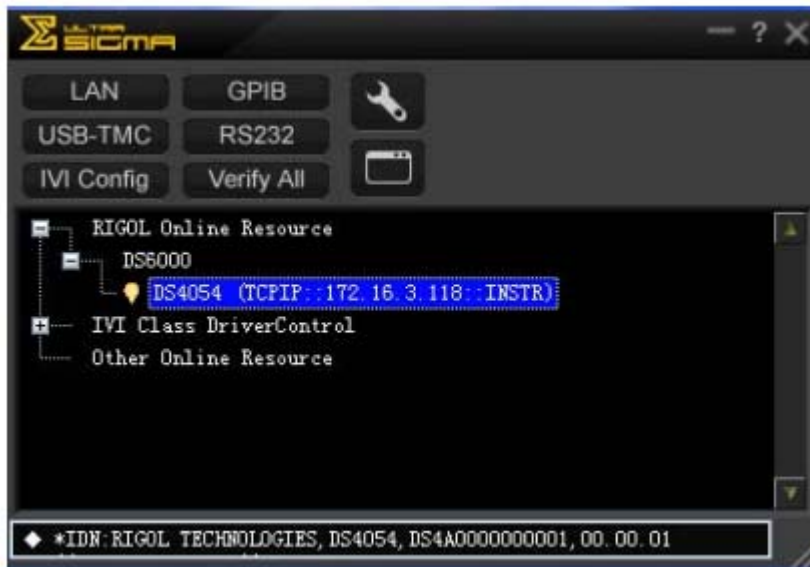 ULTRA
SIGMA
?
LAN GPIB
USB-TMC RS232
IVI Config Verify All
RIGOL Online Resource
DS6000
DS4054 (TCPIP::172.16.3.118::INSTR)
IVI Class DriverControl
Other Online Resource
*IDN:RIGOL TECHNOLOGIES,DS4054,DS4A0000000001,00.00.01